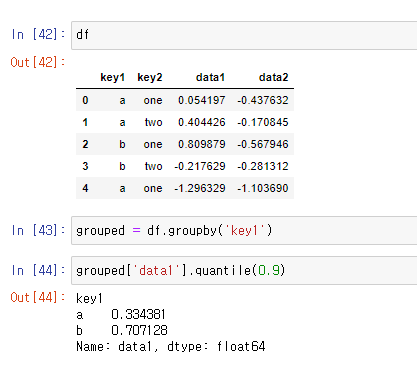 In [42]: df
Out[42]:
key1 key2 data1 data2
0 a one 0.054197 -0.437632
1 a two 0.404426 -0.170845
2 b one 0.809879 -0.567946
3 b two -0.217629 -0.281312
4 a one -1.296329 -1.103690
In [43]: grouped = df.groupby('key1')
In [44]: grouped['data1'].quantile(0.9)
Out[44]: key1
a 0.334381
b 0.707128
Name: data1, dtype: float64